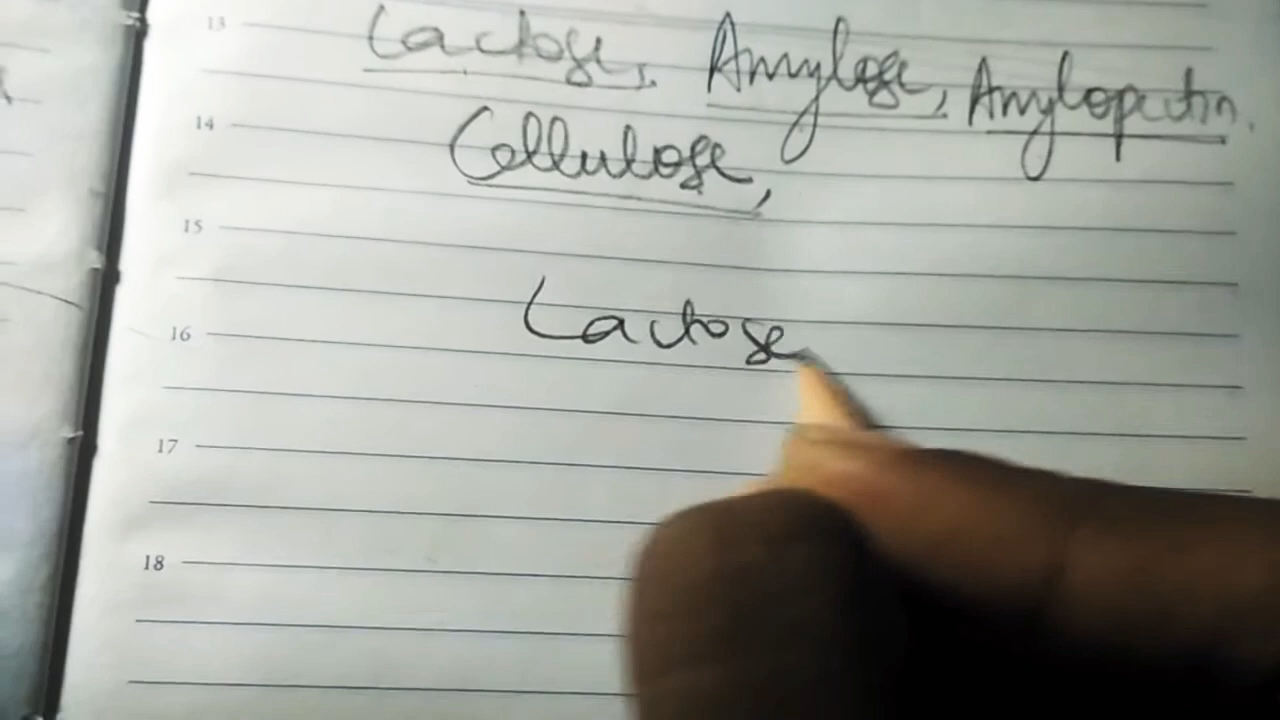 13 Lactose, Amylose, Amylopectin.
14 Cellulose,
15
16 Lactose
17
18